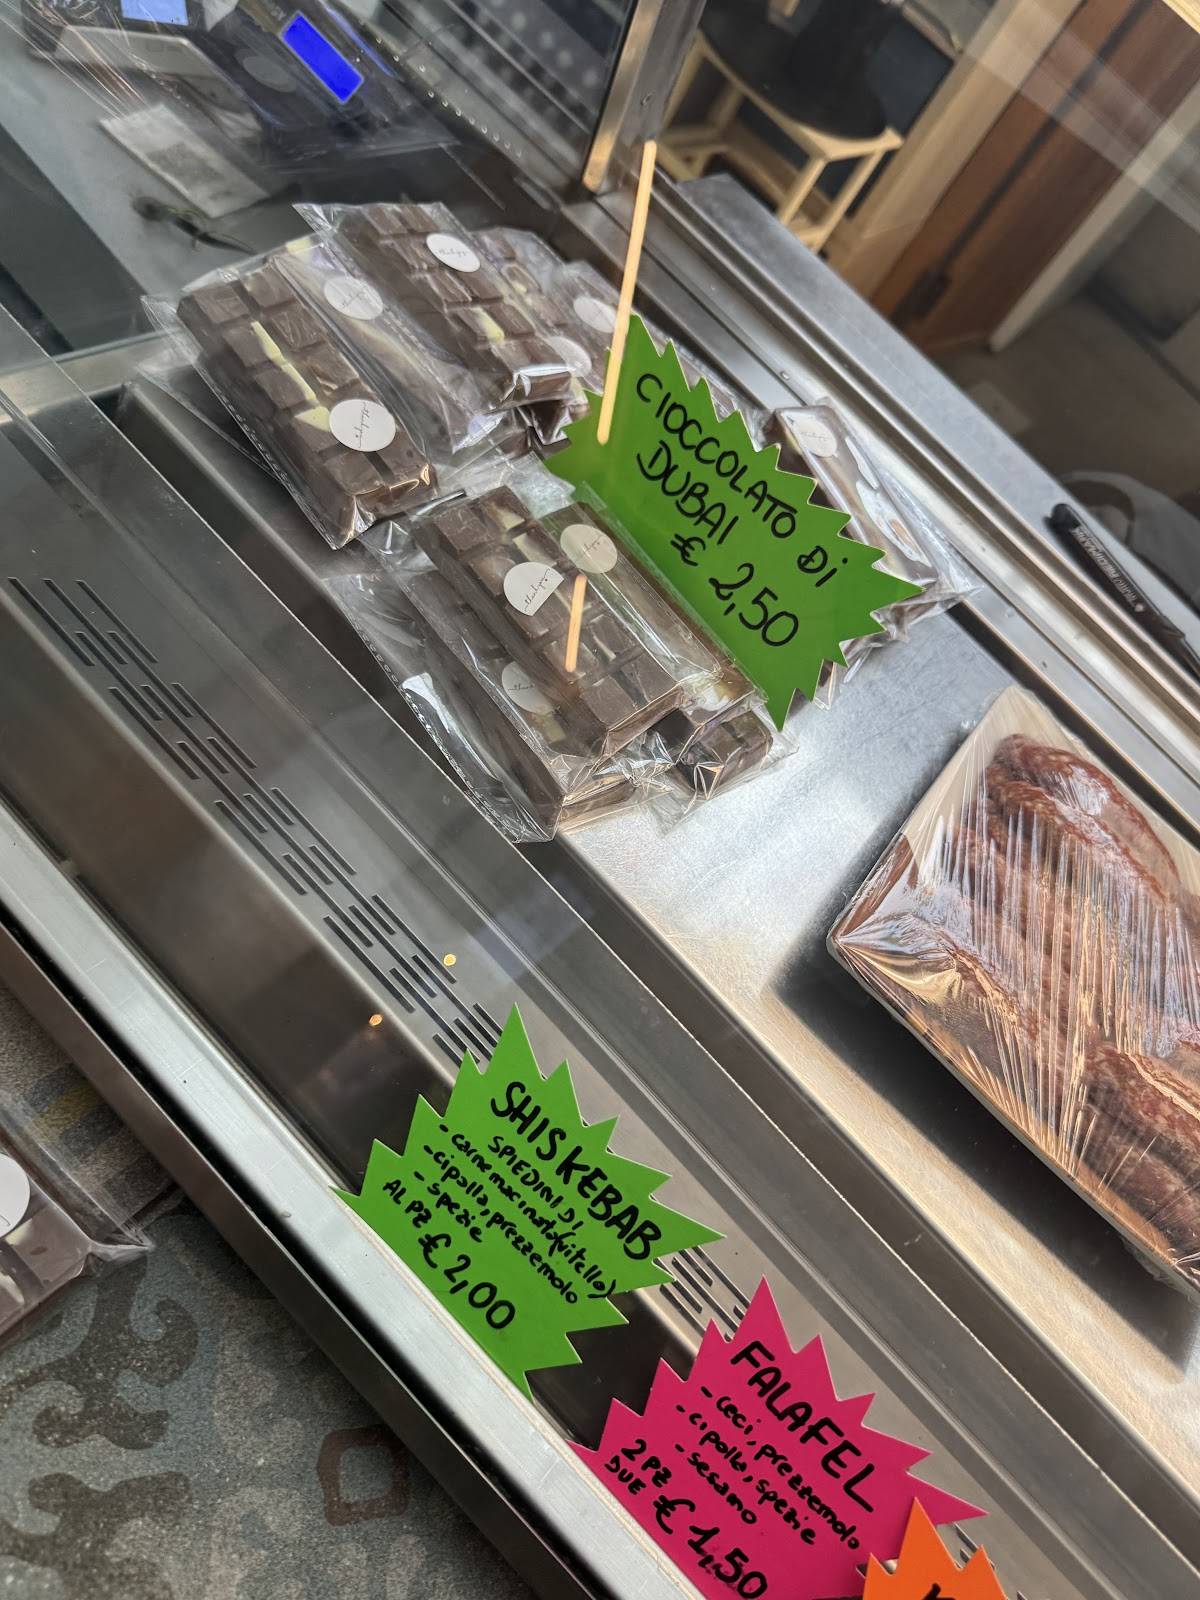 CIOCCOLATO Di
DUBAI
€ 2,50
SHISKEBAB
SPIEDINI DI
- carne macinata(vitello)
- cipolla, prezzemolo
- spezie
AL PZ € 2,00
FALAFEL
- ceci, prezzemolo
- cipolla, spezie
- sesamo
2 PZ
DUE € 1,50